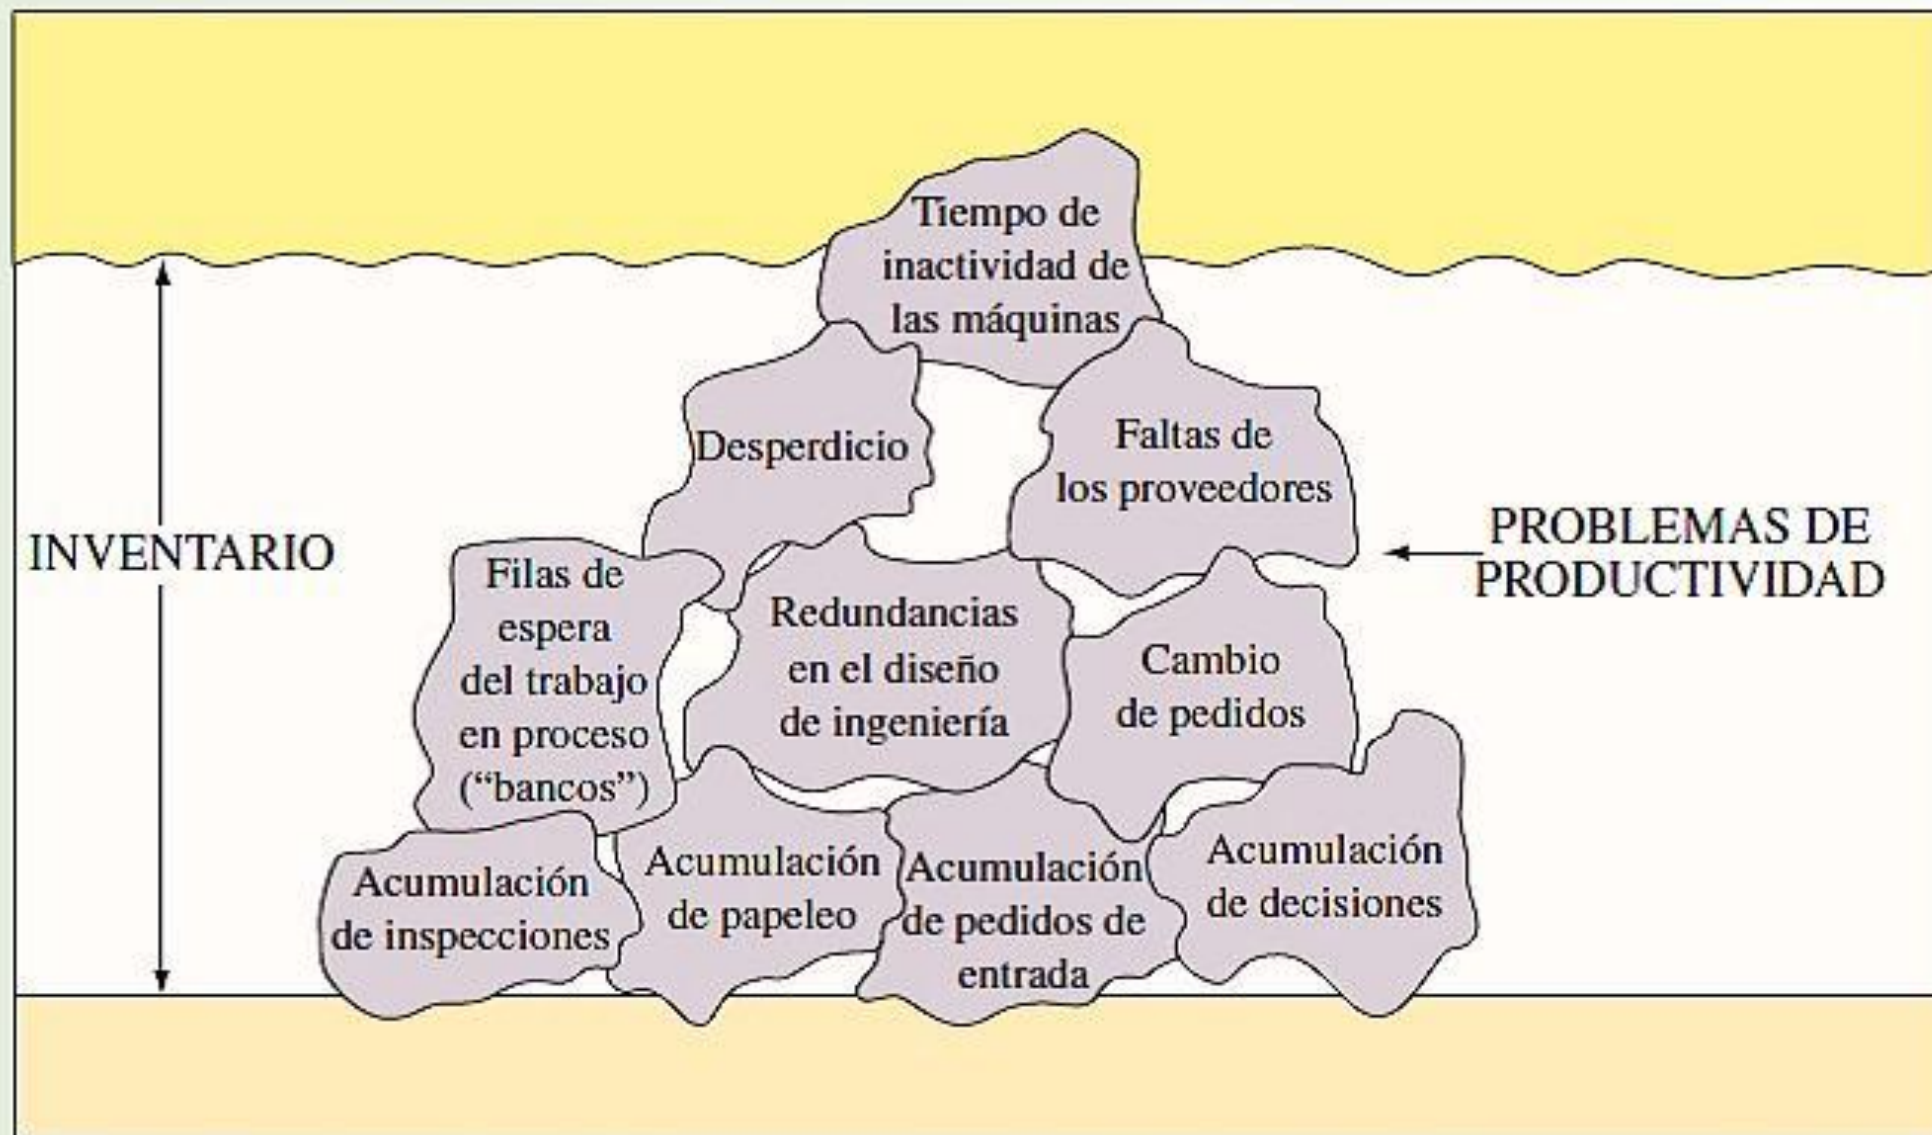 Tiempo de
inactividad de
las máquinas
Desperdicio
Faltas de
los proveedores
INVENTARIO
PROBLEMAS DE
PRODUCTIVIDAD
Filas de
espera
del trabajo
en proceso
(“bancos”)
Redundancias
en el diseño
de ingeniería
Cambio
de pedidos
Acumulación
de inspecciones
Acumulación
de papeleo
Acumulación
de pedidos de
entrada
Acumulación
de decisiones